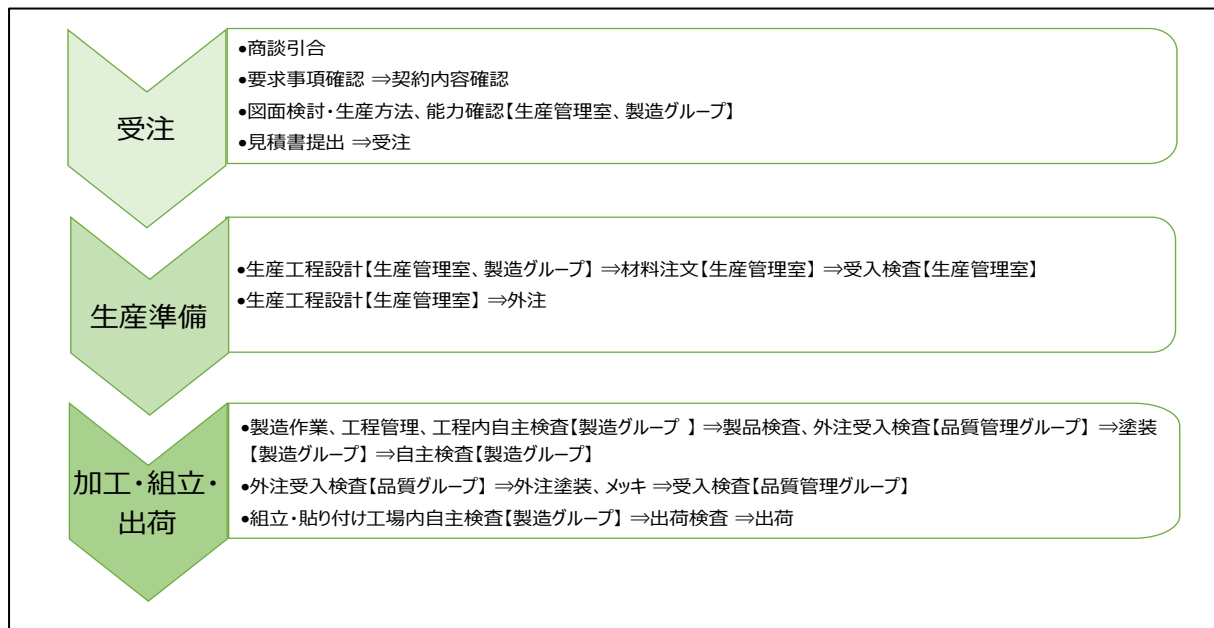 受注
•商談引合
•要求事項確認 ⇒契約内容確認
•図面検討・生産方法、能力確認【生産管理室、製造グループ】
•見積書提出 ⇒受注
生産準備
•生産工程設計【生産管理室、製造グループ】 ⇒材料注文【生産管理室】 ⇒受入検査【生産管理室】
•生産工程設計【生産管理室】 ⇒外注
加工・組立・
出荷
•製造作業、工程管理、工程内自主検査【製造グループ 】 ⇒製品検査、外注受入検査【品質管理グループ】 ⇒塗装
【製造グループ】 ⇒自主検査【製造グループ】
•外注受入検査【品質グループ】 ⇒外注塗装、メッキ ⇒受入検査【品質管理グループ】
•組立・貼り付け工場内自主検査【製造グループ】 ⇒出荷検査 ⇒出荷